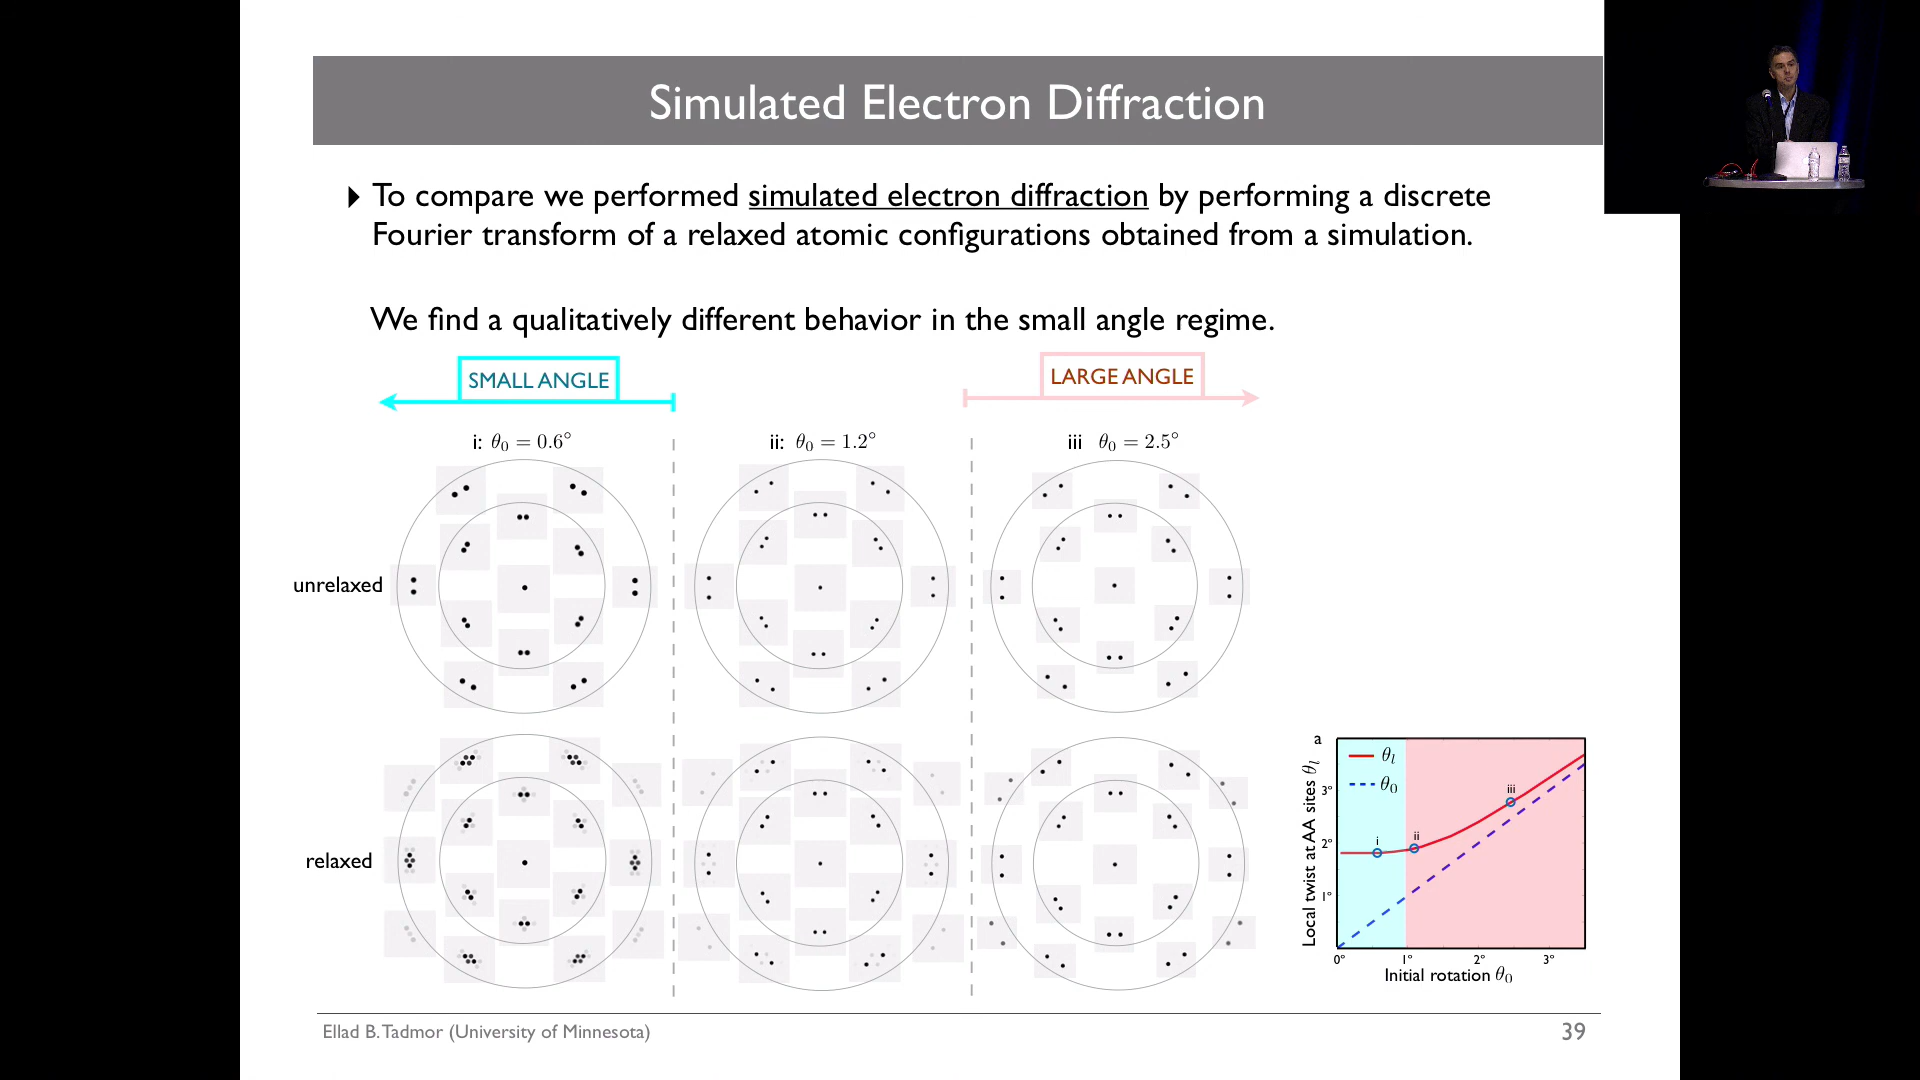 Simulated Electron Diffraction
To compare we performed simulated electron diffraction by performing a discrete
Fourier transform of a relaxed atomic configurations obtained from a simulation.
We find a qualitatively different behavior in the small angle regime.
SMALL ANGLE
LARGE ANGLE
i: θ₀ = 0.6°
ii: θ₀ = 1.2°
iii θ₀ = 2.5°
unrelaxed
relaxed
a
θₗ
θ₀
i
ii
iii
3°
2°
1°
Local twist at AA sites θₗ
0°
1°
2°
3°
Initial rotation θ₀
Ellad B. Tadmor (University of Minnesota)
39